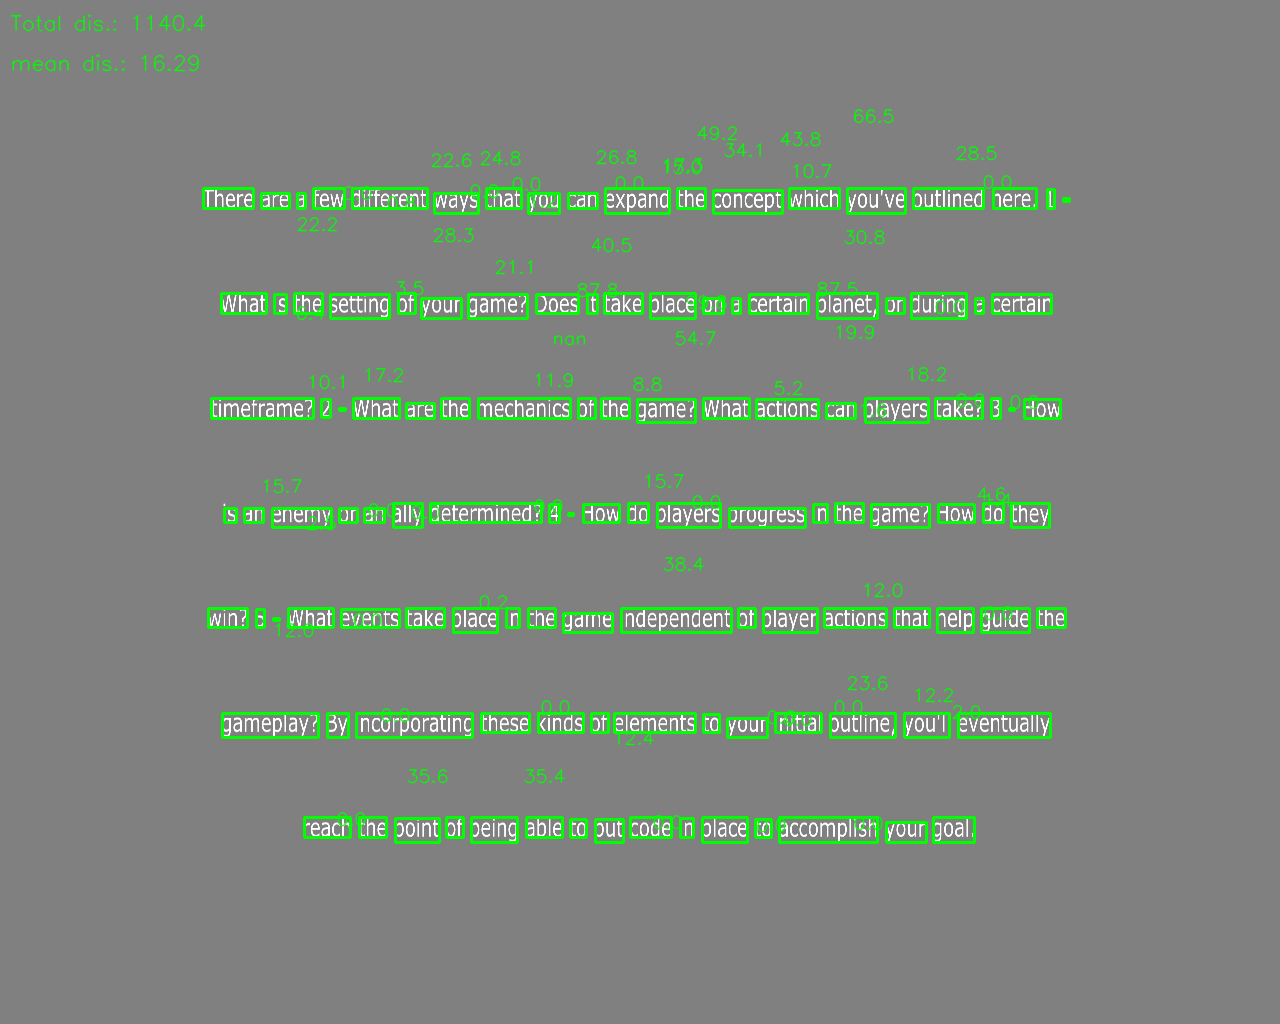 Total dis.: 1140.4
mean dis.: 16.29
66.5
49.2 43.8
22.6 24.8 26.8 34.1 28.5
10.7
0.0 0.0 0.0
There are a few different ways that you can expand the concept which you've outlined here. 1 -
22.2 28.3 40.5 30.8
21.1
3.5 87.8 87.5
What is the setting of your game? Does it take place on a certain planet, or during a certain
nan 54.7 19.9
10.1 17.2 11.9 8.8 5.2 18.2
timeframe? 2 - What are the mechanics of the game? What actions can players take? 3 - How
15.7 15.7 4.6
0.0
is an enemy or an ally determined? 4 - How do players progress in the game? How do they
38.4
0.2 12.0
win? 5 - What events take place in the game independent of player actions that help guide the
12.6
23.6 12.2
0.0 0.0 0.0 2.9
gameplay? By incorporating these kinds of elements to your initial outline, you'll eventually
12.4
35.6 35.4
reach the point of being able to put code in place to accomplish your goal.